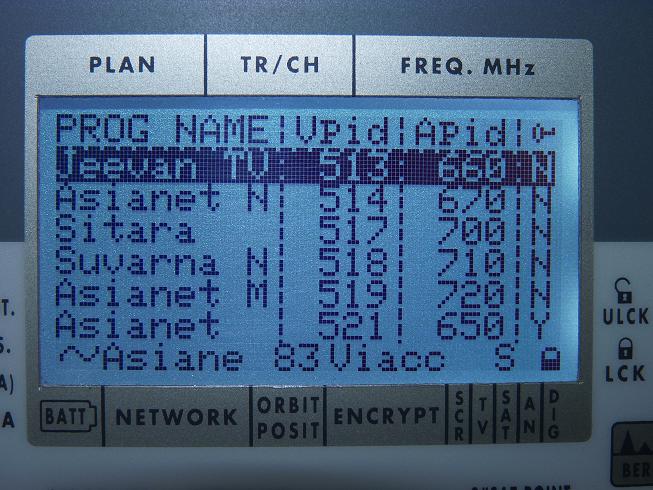 PLAN TR/CH FREQ. MHz
PROG NAME|Vpid|APid|
Jeevan TV 513 660 N
Asianet N 514 670 N
Sitara 517 700 N
Suvarna N 518 710 N
Asianet M 519 720 N
Asianet 521 650 Y
~Asiane 83 Viacc S
ULCK
LCK
BATT NETWORK ORBIT POSIT ENCRYPT SCR TV SAT AN DIG
T.
S.
A)
A
BER